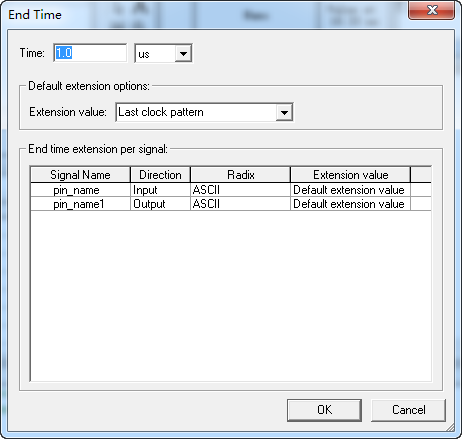 End Time
Time: 1.0 us
Default extension options:
Extension value: Last clock pattern
End time extension per signal:
Signal Name Direction Radix Extension value
pin_name Input ASCII Default extension value
pin_name1 Output ASCII Default extension value
OK Cancel